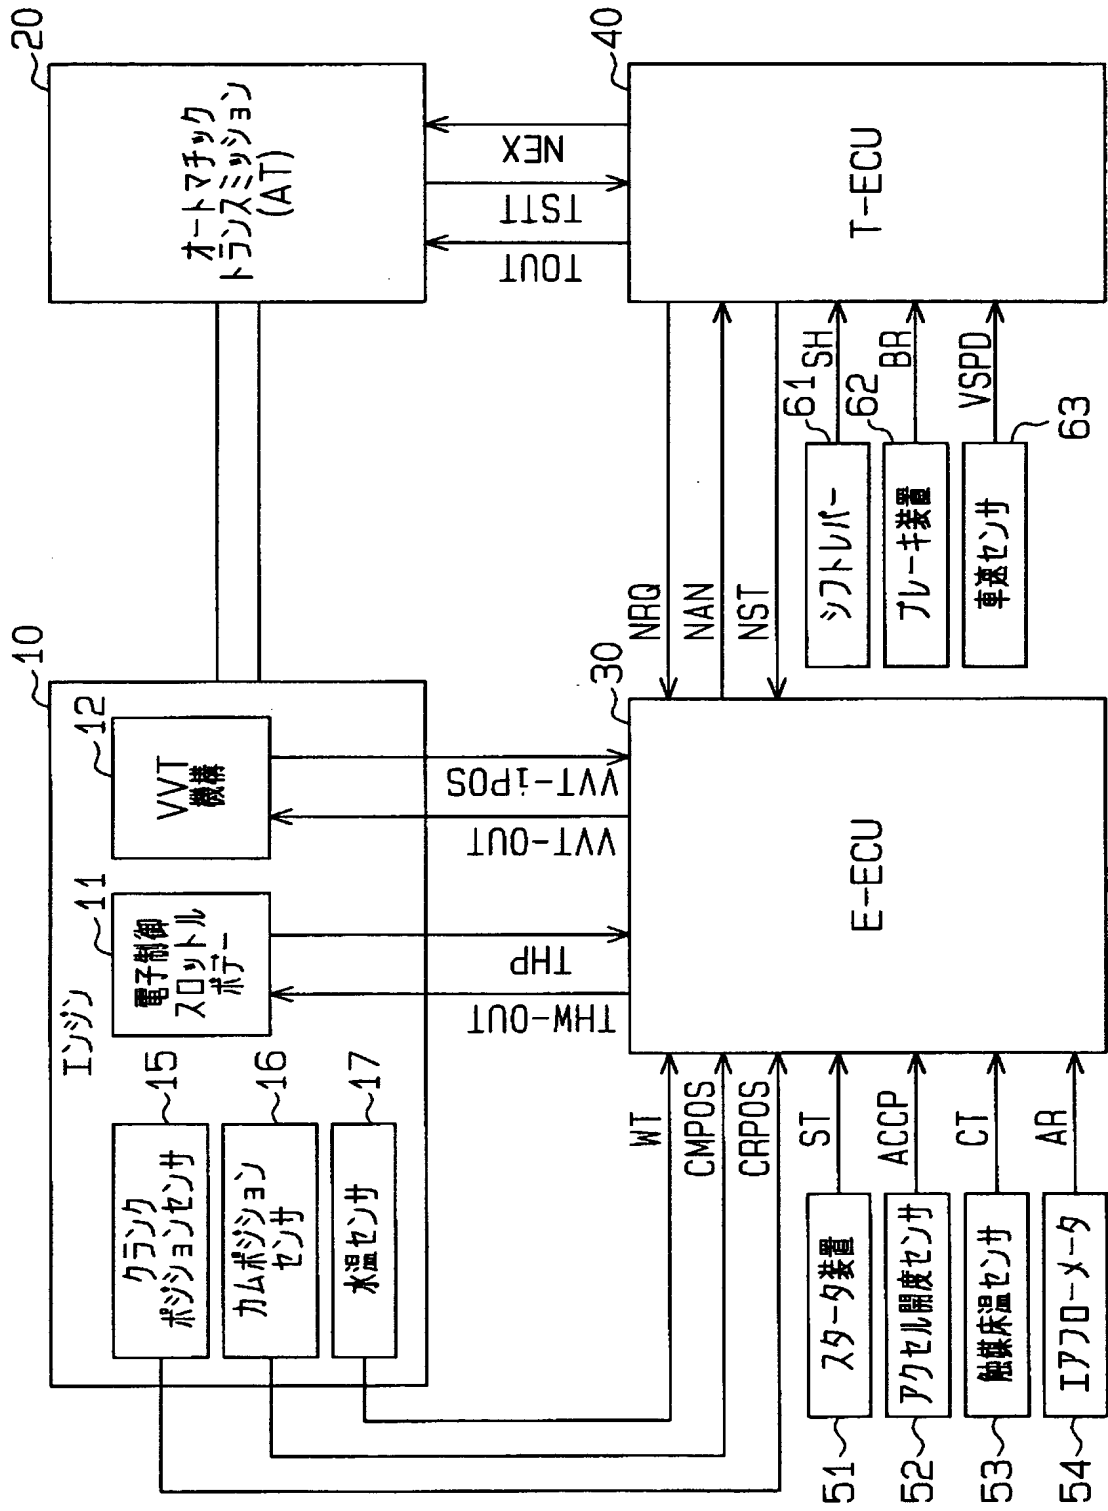 10
エンジン
15
クランク
ポジションセンサ
16
カムポジション
センサ
17
水温センサ
11
電子制御
スロットル
ボデー
12
VVT
機構
20
オートマチック
トランスミッション
(AT)
THW-OUT
THP
VVT-OUT
VVT-iPOS
TOUT
TSTT
NEX
WT
CMPOS
CRPOS
30
E-ECU
NRQ
NAN
NST
40
T-ECU
51
スタータ装置
ST
52
アクセル開度センサ
ACCP
53
触媒床温センサ
CT
54
エアフローメータ
AR
シフトレバー
61
SH
ブレーキ装置
62
BR
車速センサ
63
VSPD